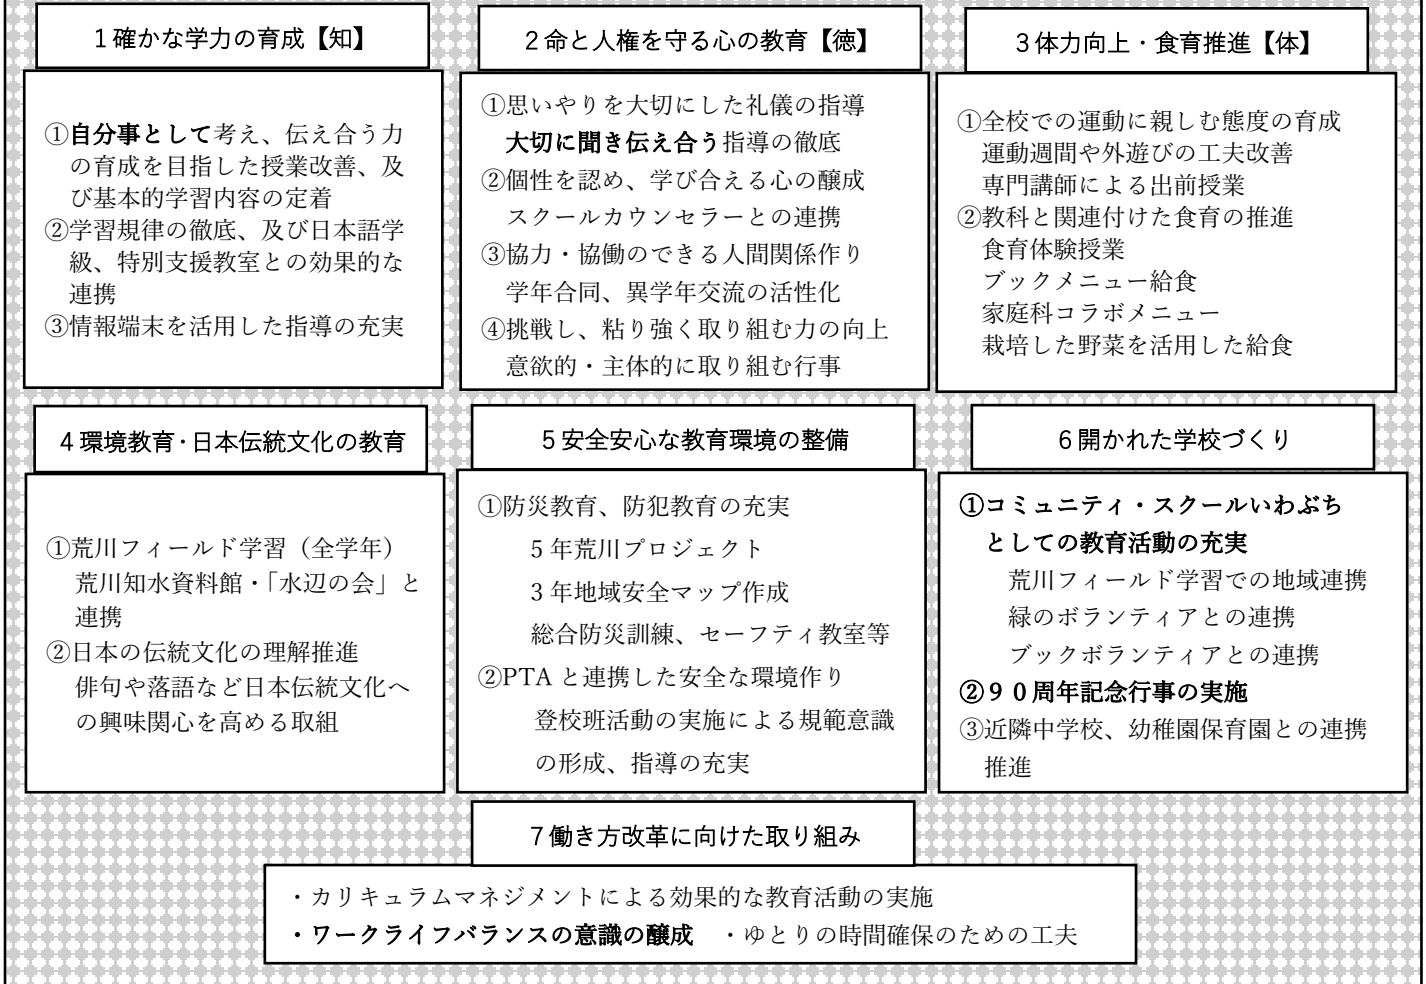 １確かな学力の育成【知】
①自分事として考え、伝え合う力
の育成を目指した授業改善、及
び基本的学習内容の定着
②学習規律の徹底、及び日本語学
級、特別支援教室との効果的な
連携
③情報端末を活用した指導の充実
２命と人権を守る心の教育【徳】
①思いやりを大切にした礼儀の指導
大切に聞き伝え合う指導の徹底
②個性を認め、学び合える心の醸成
スクールカウンセラーとの連携
③協力・協働のできる人間関係作り
学年合同、異学年交流の活性化
④挑戦し、粘り強く取り組む力の向上
意欲的・主体的に取り組む行事
３体力向上・食育推進【体】
①全校での運動に親しむ態度の育成
運動週間や外遊びの工夫改善
専門講師による出前授業
②教科と関連付けた食育の推進
食育体験授業
ブックメニュー給食
家庭科コラボメニュー
栽培した野菜を活用した給食
４環境教育・日本伝統文化の教育
①荒川フィールド学習（全学年）
荒川知水資料館・「水辺の会」と
連携
②日本の伝統文化の理解推進
俳句や落語など日本伝統文化へ
の興味関心を高める取組
５安全安心な教育環境の整備
①防災教育、防犯教育の充実
5 年荒川プロジェクト
3 年地域安全マップ作成
総合防災訓練、セーフティ教室等
②PTA と連携した安全な環境作り
登校班活動の実施による規範意識
の形成、指導の充実
６開かれた学校づくり
①コミュニティ・スクールいわぶち
としての教育活動の充実
荒川フィールド学習での地域連携
緑のボランティアとの連携
ブックボランティアとの連携
②９０周年記念行事の実施
③近隣中学校、幼稚園保育園との連携
推進
７働き方改革に向けた取り組み
・カリキュラムマネジメントによる効果的な教育活動の実施
・ワークライフバランスの意識の醸成　・ゆとりの時間確保のための工夫